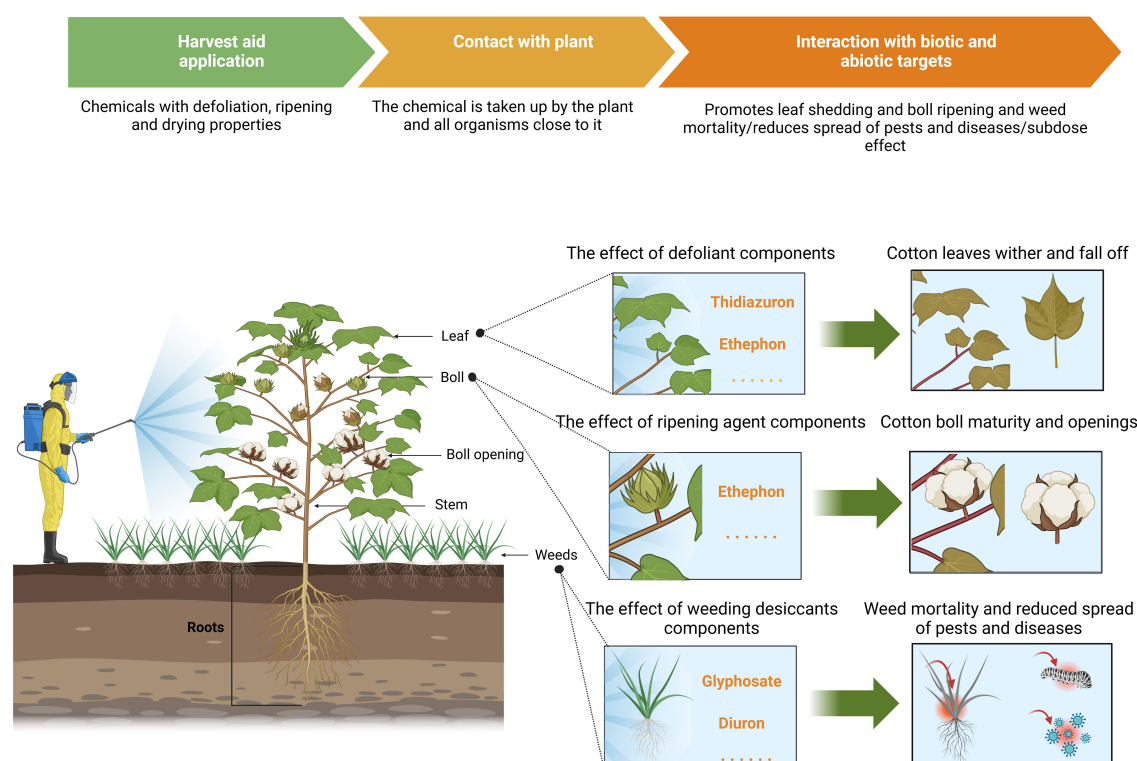 Harvest aid
application
Contact with plant
Interaction with biotic and
abiotic targets
Chemicals with defoliation, ripening
and drying properties
The chemical is taken up by the plant
and all organisms close to it
Promotes leaf shedding and boll ripening and weed
mortality/reduces spread of pests and diseases/subdose
effect
The effect of defoliant components
Cotton leaves wither and fall off
Thidiazuron
Ethephon
......
Leaf
Boll
Boll opening
Stem
Weeds
Roots
The effect of ripening agent components
Cotton boll maturity and openings
Ethephon
......
The effect of weeding desiccants
components
Weed mortality and reduced spread
of pests and diseases
Glyphosate
Diuron
......